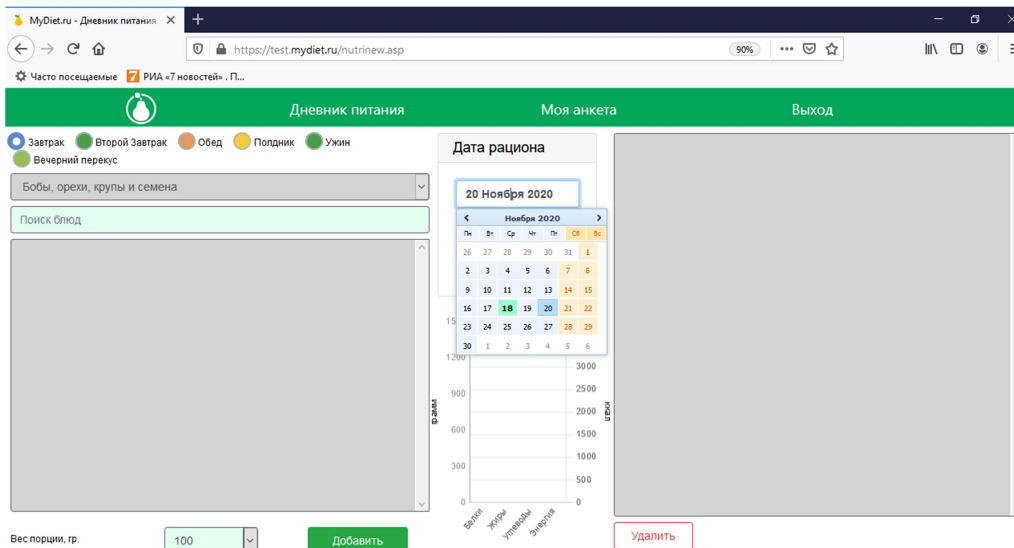 MyDiet.ru - Дневник питания
https://test.mydiet.ru/nutrinew.asp
90%
Часто посещаемые
РИА «7 новостей» . П...
Дневник питания
Моя анкета
Выход
Завтрак Второй Завтрак Обед Полдник Ужин
Вечерний перекус
Бобы, орехи, крупы и семена
Поиск блюд
Вес порции, гр.
100
Добавить
Дата рациона
20 Ноября 2020
Ноября 2020
Пн Вт Ср Чт Пт Сб Вс
26 27 28 29 30 31 1
2 3 4 5 6 7 8
9 10 11 12 13 14 15
16 17 18 19 20 21 22
23 24 25 26 27 28 29
30 1 2 3 4 5 6
15
1200
900
600
300
0
грамм
3000
2500
2000
1500
1000
500
0
ккал
Белки
Жиры
Углеводы
Энергия
Удалить